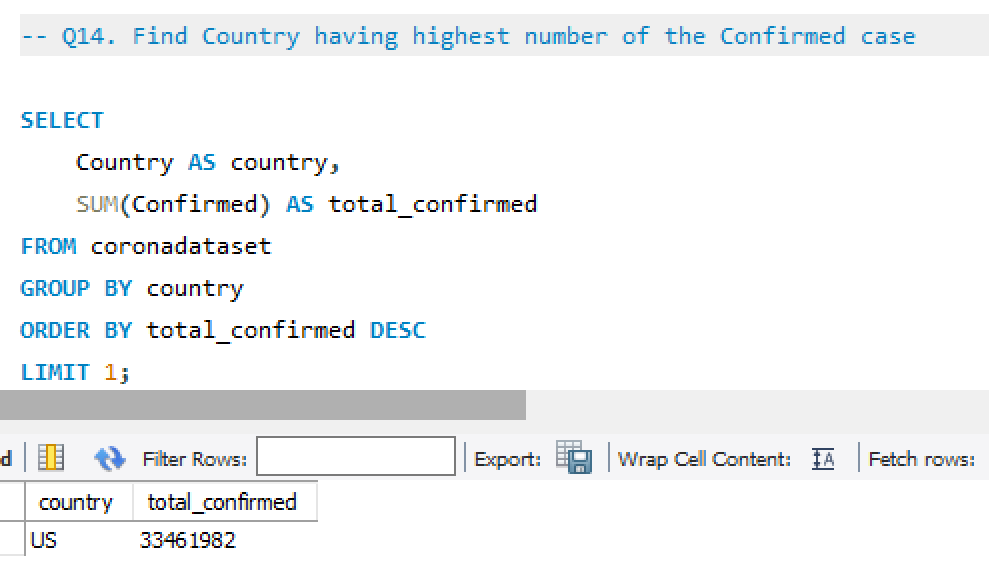 -- Q14. Find Country having highest number of the Confirmed case
SELECT
Country AS country,
SUM(Confirmed) AS total_confirmed
FROM coronadataset
GROUP BY country
ORDER BY total_confirmed DESC
LIMIT 1;
d Filter Rows: Export: Wrap Cell Content: Fetch rows:
country total_confirmed
US 33461982